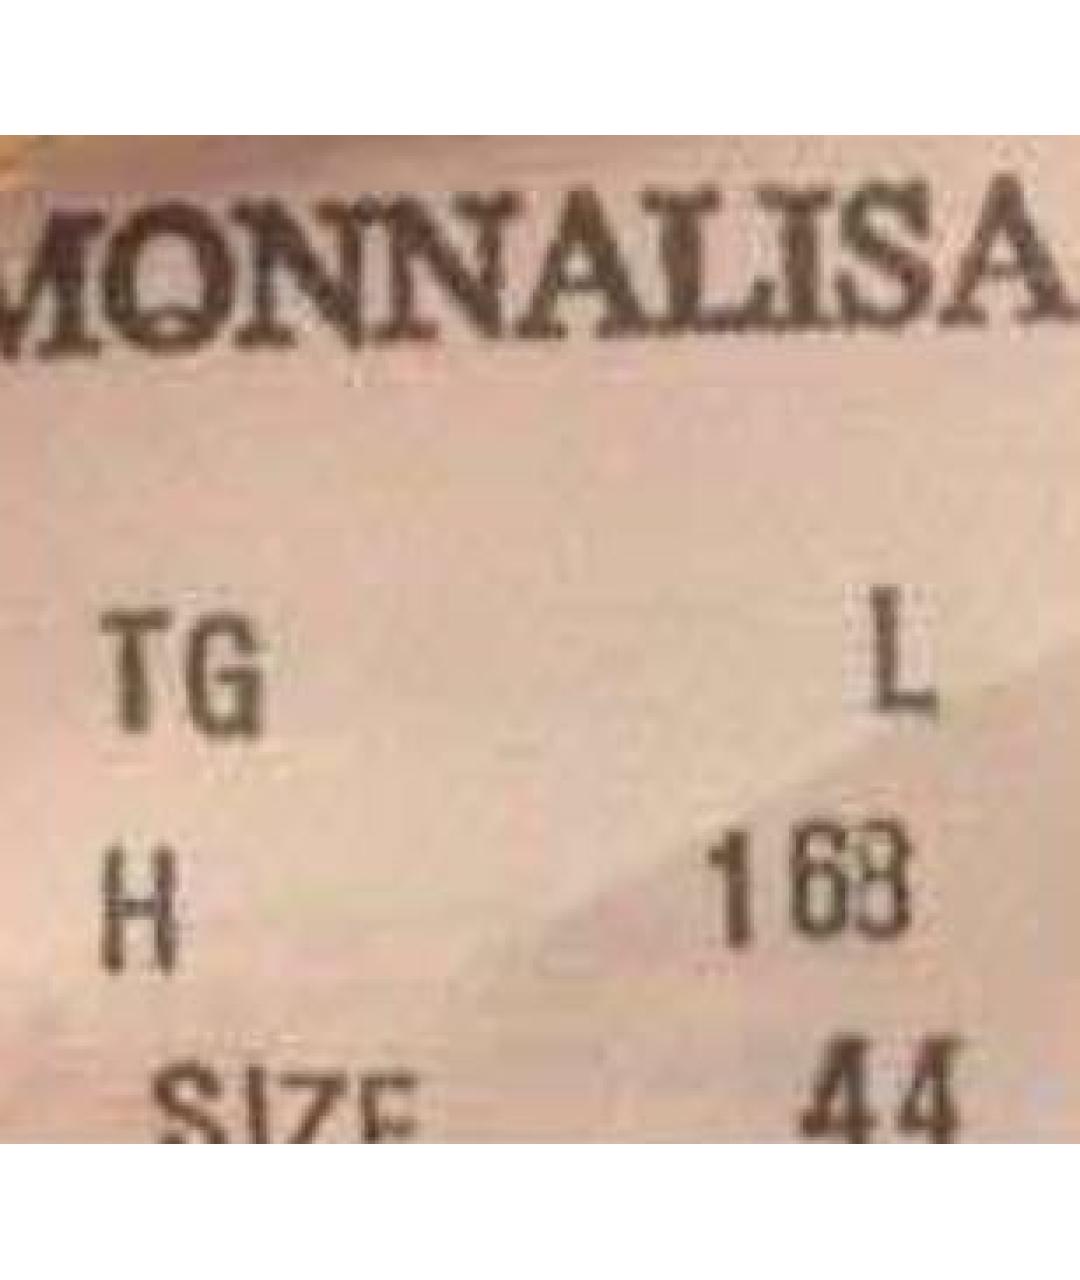 MONNALISA
TG L
H 168
SIZE 44